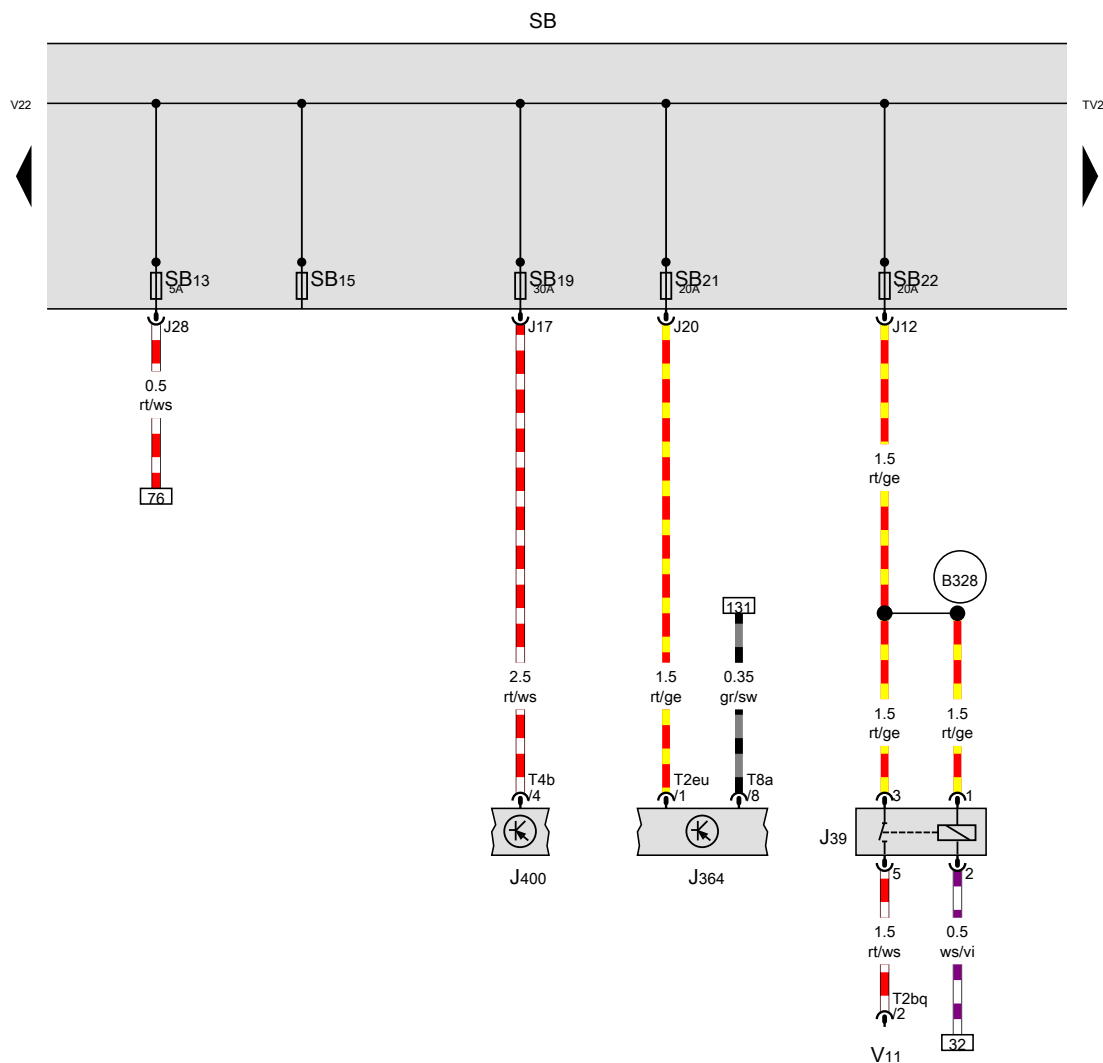 SB
V22
TV2
SB13
5A
SB15
SB19
30A
SB21
20A
SB22
20A
J28
J17
J20
J12
0.5
rt/ws
76
1.5
rt/ge
B328
131
2.5
rt/ws
1.5
rt/ge
0.35
gr/sw
1.5
rt/ge
1.5
rt/ge
T4b
/4
T2eu
/1
T8a
/8
3
1
J39
J400
J364
5
2
1.5
rt/ws
0.5
ws/vi
T2bq
/2
V11
32